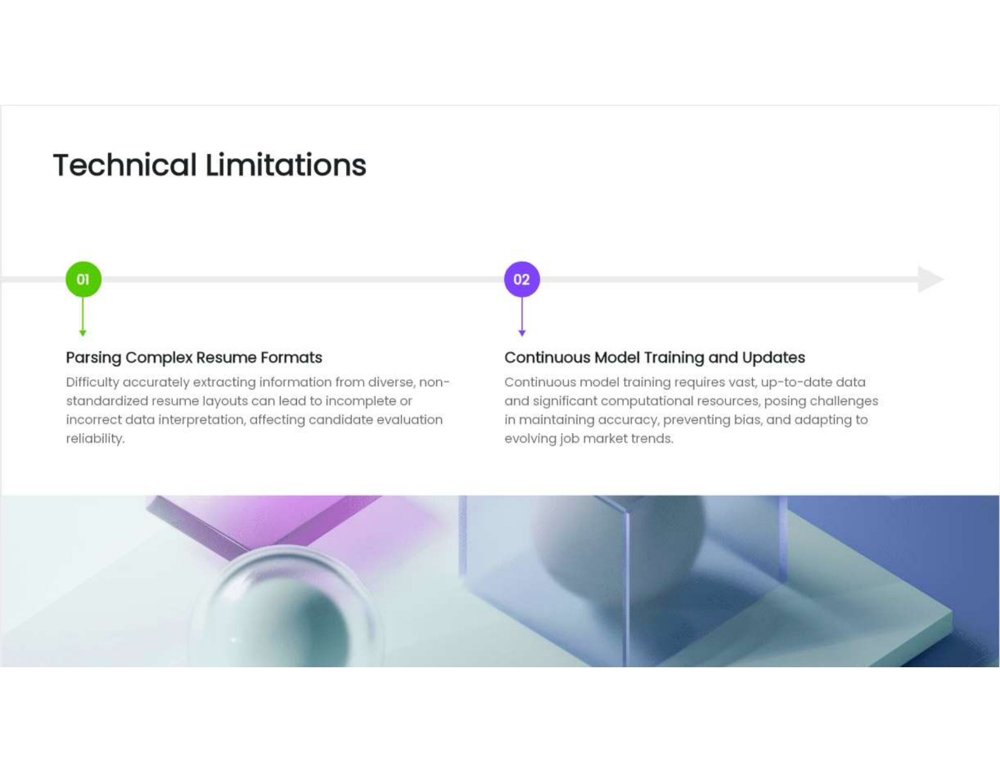 Technical Limitations
01
02
Parsing Complex Resume Formats
Difficulty accurately extracting information from diverse, non-
standardized resume layouts can lead to incomplete or
incorrect data interpretation, affecting candidate evaluation
reliability.
Continuous Model Training and Updates
Continuous model training requires vast, up-to-date data
and significant computational resources, posing challenges
in maintaining accuracy, preventing bias, and adapting to
evolving job market trends.